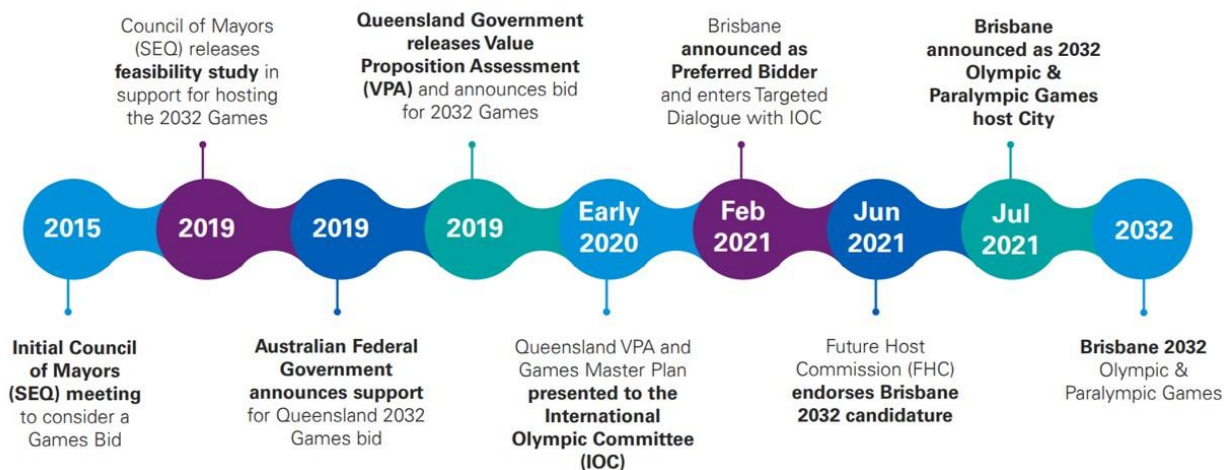 Council of Mayors
(SEQ) releases
feasibility study in
support for hosting
the 2032 Games
Queensland Government
releases Value
Proposition Assessment
(VPA) and announces bid
for 2032 Games
Brisbane
announced as
Preferred Bidder
and enters Targeted
Dialogue with IOC
Brisbane
announced as 2032
Olympic &
Paralympic Games
host City
2015
2019
2019
2019
Early
2020
Feb
2021
Jun
2021
Jul
2021
2032
Initial Council
of Mayors
(SEQ) meeting
to consider a
Games Bid
Australian Federal
Government
announces support
for Queensland 2032
Games bid
Queensland VPA and
Games Master Plan
presented to the
International
Olympic Committee
(IOC)
Future Host
Commission (FHC)
endorses Brisbane
2032 candidature
Brisbane 2032
Olympic &
Paralympic Games